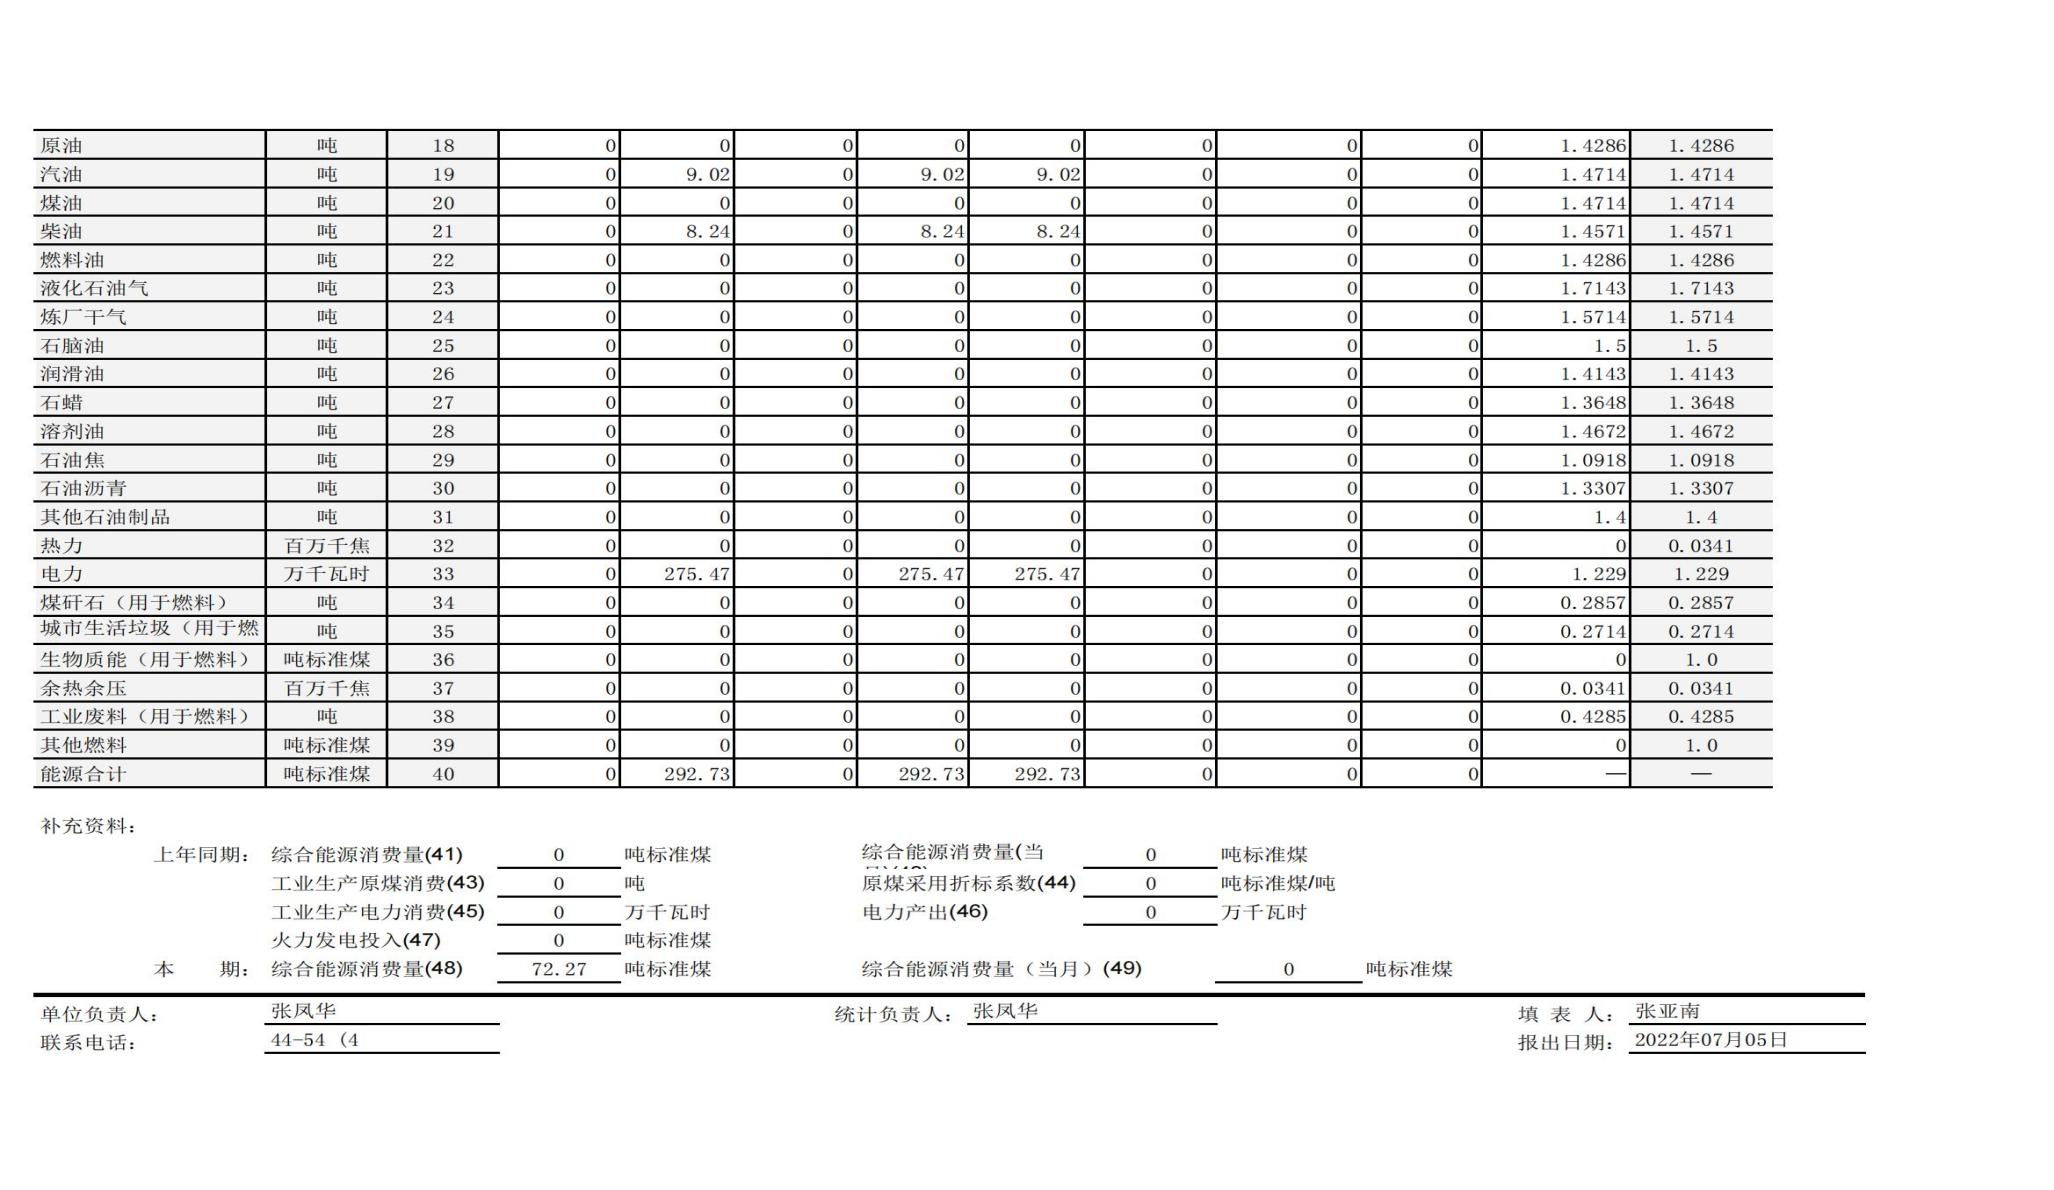 原油 吨 18 0 0 0 0 0 0 0 0 1.4286 1.4286
汽油 吨 19 0 9.02 0 9.02 9.02 0 0 0 1.4714 1.4714
煤油 吨 20 0 0 0 0 0 0 0 0 1.4714 1.4714
柴油 吨 21 0 8.24 0 8.24 8.24 0 0 0 1.4571 1.4571
燃料油 吨 22 0 0 0 0 0 0 0 0 1.4286 1.4286
液化石油气 吨 23 0 0 0 0 0 0 0 0 1.7143 1.7143
炼厂干气 吨 24 0 0 0 0 0 0 0 0 1.5714 1.5714
石脑油 吨 25 0 0 0 0 0 0 0 0 1.5 1.5
润滑油 吨 26 0 0 0 0 0 0 0 0 1.4143 1.4143
石蜡 吨 27 0 0 0 0 0 0 0 0 1.3648 1.3648
溶剂油 吨 28 0 0 0 0 0 0 0 0 1.4672 1.4672
石油焦 吨 29 0 0 0 0 0 0 0 0 1.0918 1.0918
石油沥青 吨 30 0 0 0 0 0 0 0 0 1.3307 1.3307
其他石油制品 吨 31 0 0 0 0 0 0 0 0 1.4 1.4
热力 百万千焦 32 0 0 0 0 0 0 0 0 0 0.0341
电力 万千瓦时 33 0 275.47 0 275.47 275.47 0 0 0 1.229 1.229
煤矸石（用于燃料） 吨 34 0 0 0 0 0 0 0 0 0.2857 0.2857
城市生活垃圾（用于燃 吨 35 0 0 0 0 0 0 0 0 0.2714 0.2714
生物质能（用于燃料） 吨标准煤 36 0 0 0 0 0 0 0 0 0 1.0
余热余压 百万千焦 37 0 0 0 0 0 0 0 0 0.0341 0.0341
工业废料（用于燃料） 吨 38 0 0 0 0 0 0 0 0 0.4285 0.4285
其他燃料 吨标准煤 39 0 0 0 0 0 0 0 0 0 1.0
能源合计 吨标准煤 40 0 292.73 0 292.73 292.73 0 0 0 — —
补充资料：
上年同期： 综合能源消费量(41) 0 吨标准煤 综合能源消费量(当 0 吨标准煤
工业生产原煤消费(43) 0 吨 原煤采用折标系数(44) 0 吨标准煤/吨
工业生产电力消费(45) 0 万千瓦时 电力产出(46) 0 万千瓦时
火力发电投入(47) 0 吨标准煤
本 期： 综合能源消费量(48) 72.27 吨标准煤 综合能源消费量（当月）(49) 0 吨标准煤
单位负责人： 张凤华 统计负责人： 张凤华 填 表 人： 张亚南
联系电话： 44-54（4 报出日期： 2022年07月05日